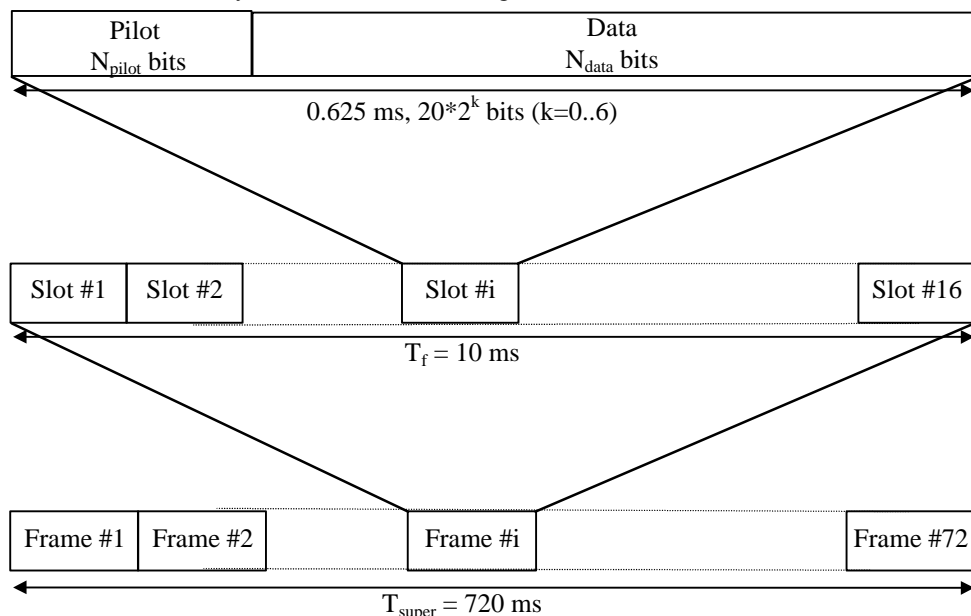 Pilot
N_pilot bits
Data
N_data bits
0.625 ms, 20*2^k bits (k=0..6)
Slot #1 Slot #2 Slot #i Slot #16
T_f = 10 ms
Frame #1 Frame #2 Frame #i Frame #72
T_super = 720 ms